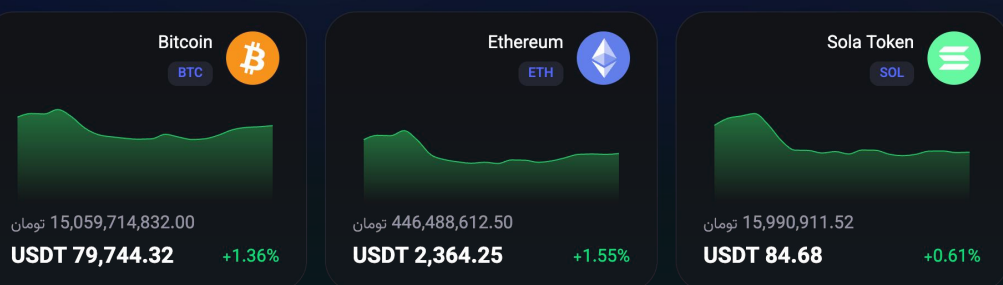 Bitcoin
BTC
15,059,714,832.00 تومان
USDT 79,744.32
+1.36%
Ethereum
ETH
446,488,612.50 تومان
USDT 2,364.25
+1.55%
Sola Token
SOL
15,990,911.52 تومان
USDT 84.68
+0.61%